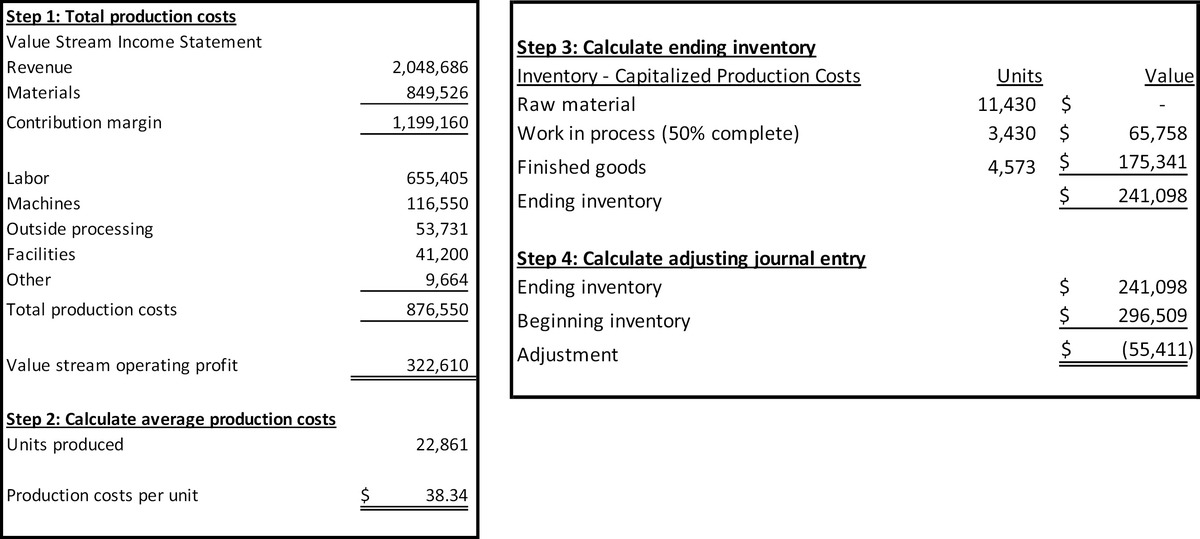 Step 1: Total production costs
Value Stream Income Statement
Revenue 2,048,686
Materials 849,526
Contribution margin 1,199,160
Labor 655,405
Machines 116,550
Outside processing 53,731
Facilities 41,200
Other 9,664
Total production costs 876,550
Value stream operating profit 322,610
Step 2: Calculate average production costs
Units produced 22,861
Production costs per unit $ 38.34
Step 3: Calculate ending inventory
Inventory - Capitalized Production Costs Units Value
Raw material 11,430 $ -
Work in process (50% complete) 3,430 $ 65,758
Finished goods 4,573 $ 175,341
Ending inventory $ 241,098
Step 4: Calculate adjusting journal entry
Ending inventory $ 241,098
Beginning inventory $ 296,509
Adjustment $ (55,411)